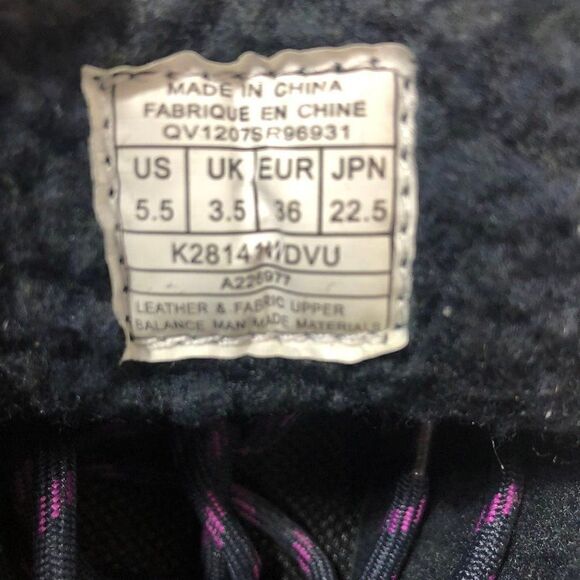 MADE IN CHINA
FABRIQUE EN CHINE
QV12075R96931
US UK EUR JPN
5.5 3.5 36 22.5
A226977
LEATHER & FABRIC UPPER
BALANCE MAN MADE MATERIALS